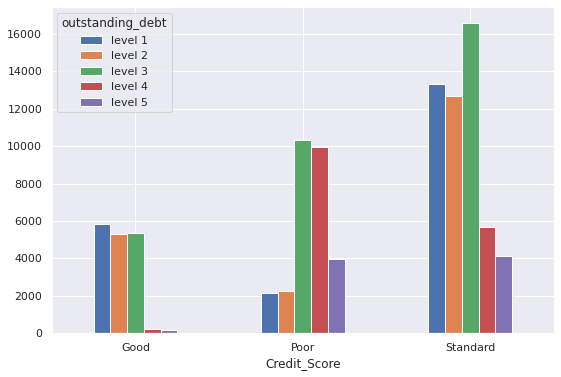 outstanding_debt
level 1
level 2
level 3
level 4
level 5
16000
14000
12000
10000
8000
6000
4000
2000
0
Good Poor Standard
Credit_Score